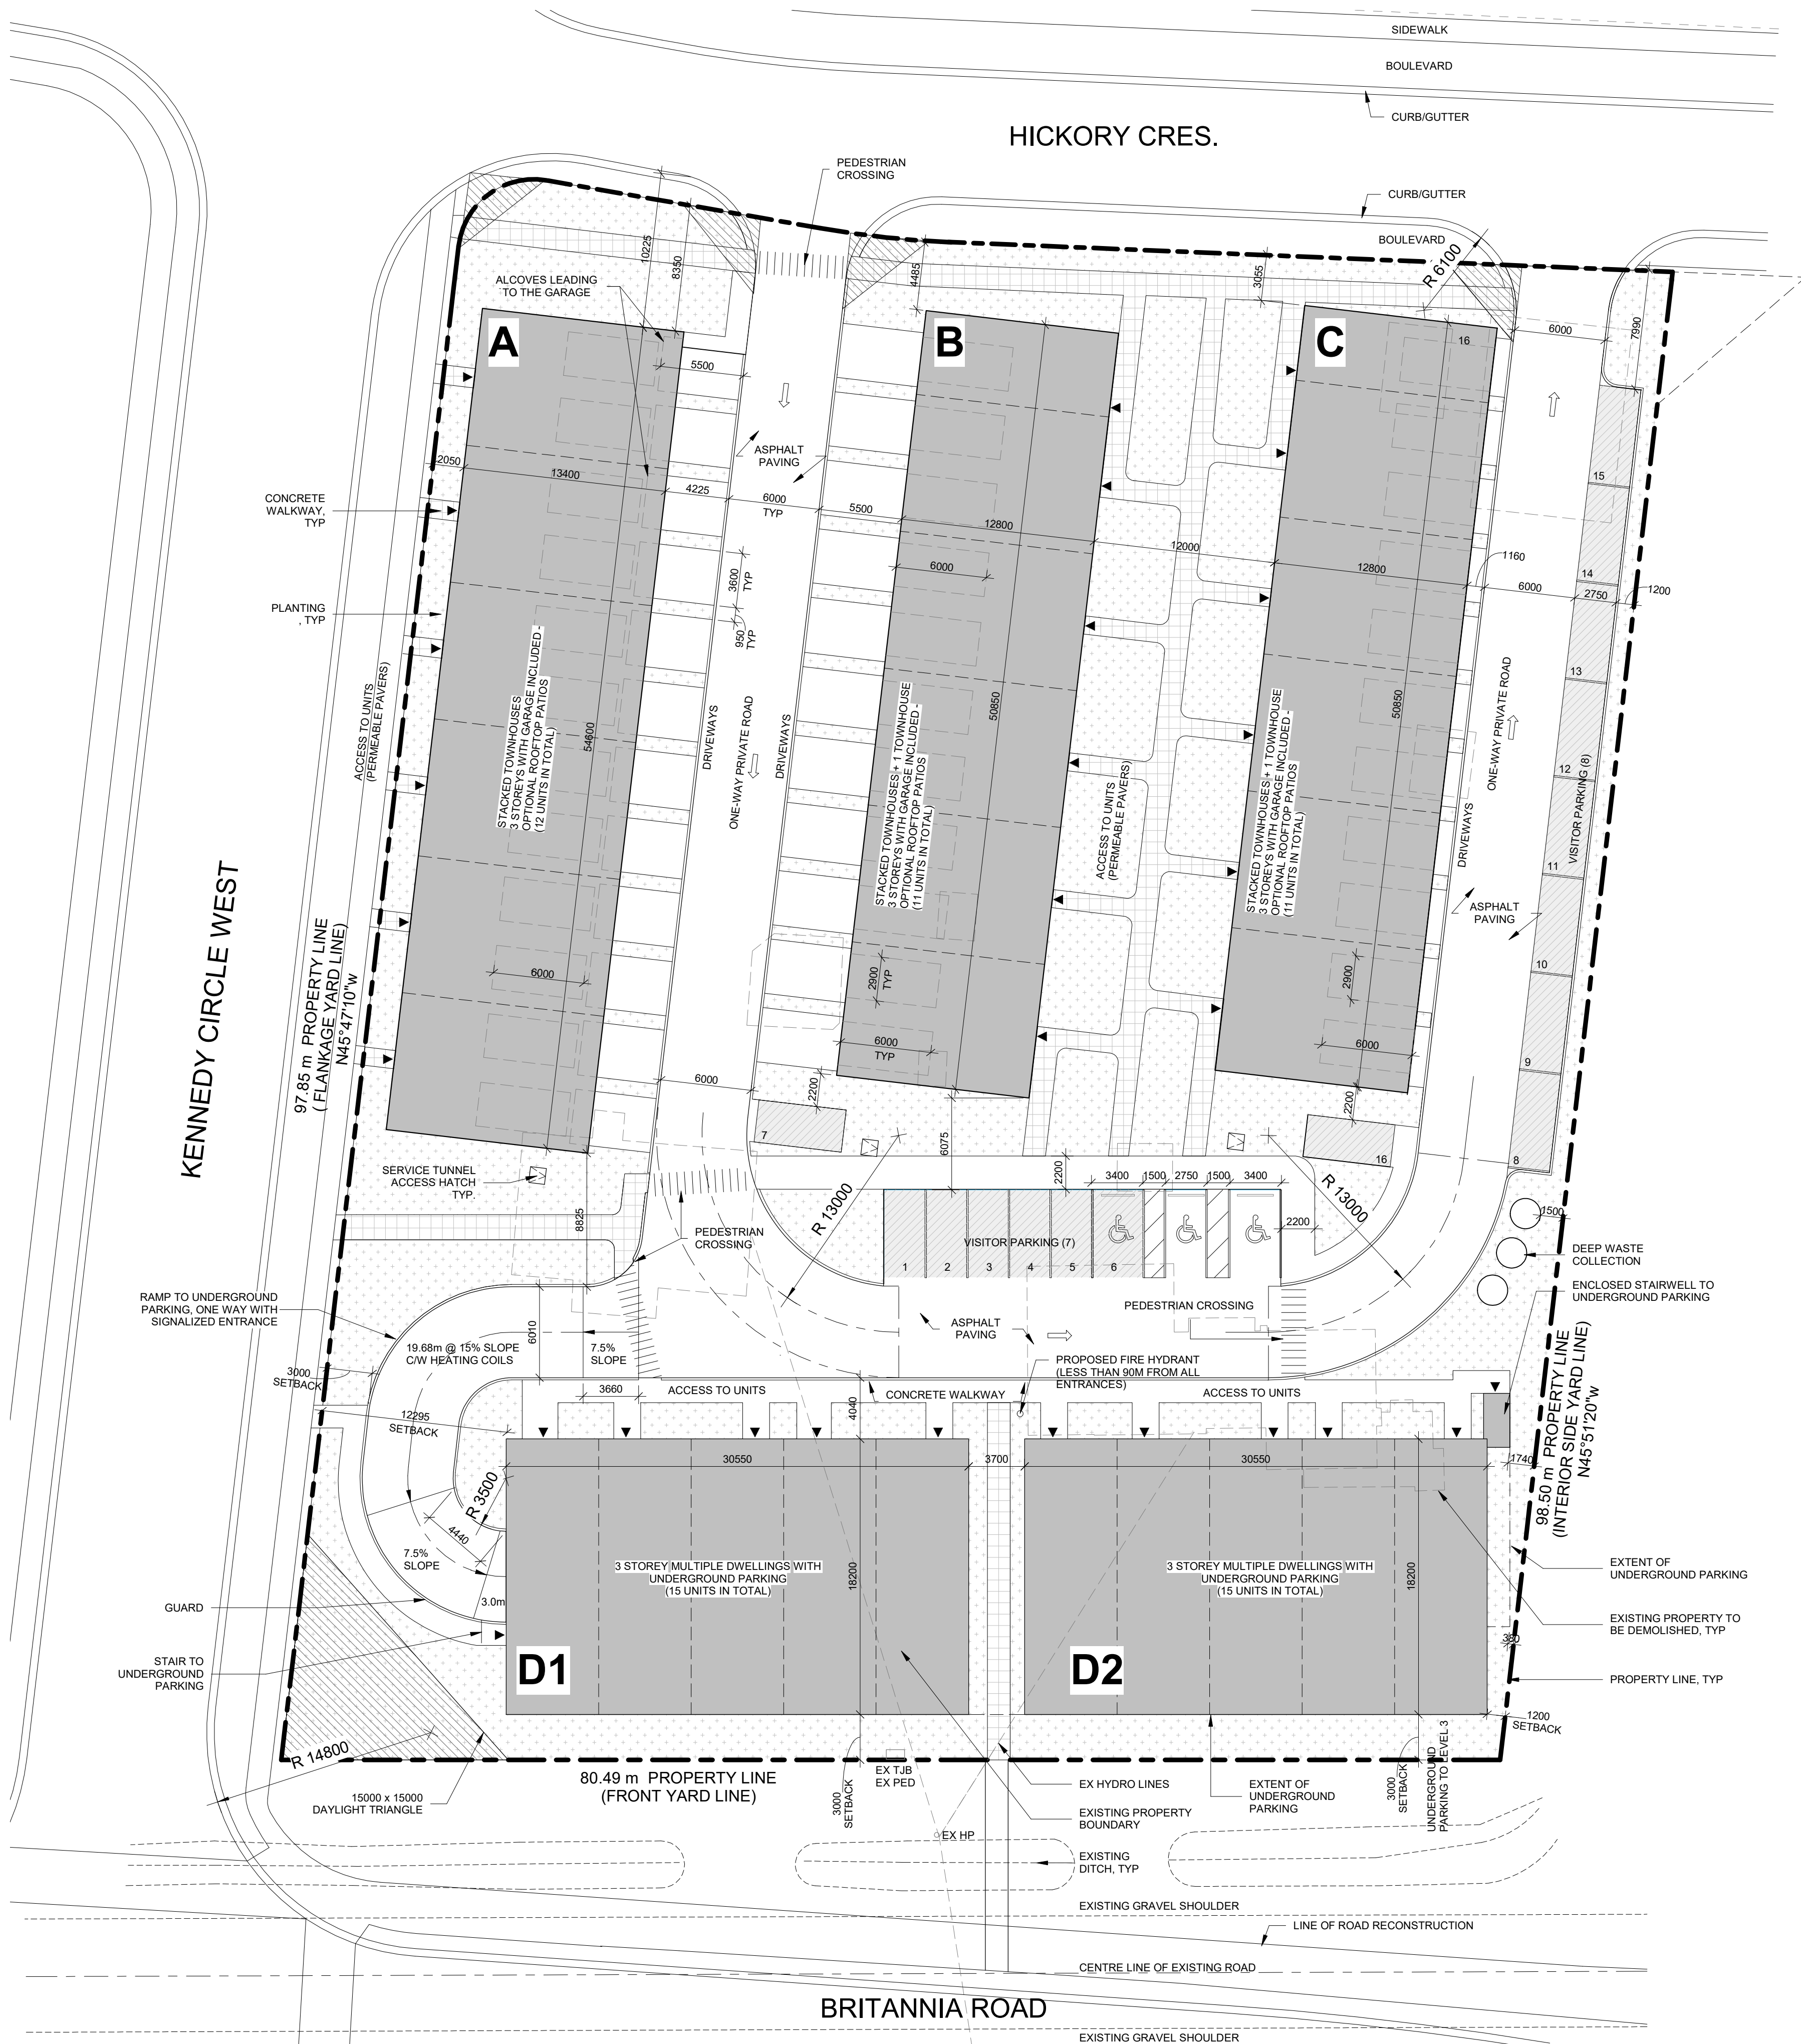 SIDEWALK
BOULEVARD
CURB/GUTTER
HICKORY CRES.
PEDESTRIAN
CROSSING
CURB/GUTTER
BOULEVARD
R 6100
10225
8350
4485
3055
7990
ALCOVES LEADING
TO THE GARAGE
A
B
C
16
6000
5500
ASPHALT
PAVING
2050
13400
4225
6000
TYP
5500
12800
12000
12800
1160
6000
2750
1200
15
14
13
12
11
10
9
8
CONCRETE
WALKWAY,
TYP
6000
3600
TYP
950
TYP
PLANTING
, TYP
ACCESS TO UNITS
(PERMEABLE PAVERS)
STACKED TOWNHOUSES
3 STOREYS WITH GARAGE INCLUDED -
OPTIONAL ROOFTOP PATIOS
(12 UNITS IN TOTAL)
54600
DRIVEWAYS
ONE-WAY PRIVATE ROAD
DRIVEWAYS
STACKED TOWNHOUSES + 1 TOWNHOUSE
3 STOREYS WITH GARAGE INCLUDED -
OPTIONAL ROOFTOP PATIOS
(11 UNITS IN TOTAL)
50850
ACCESS TO UNITS
(PERMEABLE PAVERS)
STACKED TOWNHOUSES + 1 TOWNHOUSE
3 STOREYS WITH GARAGE INCLUDED -
OPTIONAL ROOFTOP PATIOS
(11 UNITS IN TOTAL)
50850
DRIVEWAYS
ONE-WAY PRIVATE ROAD
VISITOR PARKING (8)
ASPHALT
PAVING
KENNEDY CIRCLE WEST
97.85 m PROPERTY LINE
( FLANKAGE YARD LINE)
N45°47'10"w
6000
2900
TYP
6000
TYP
2900
6000
6000
2200
2200
7
16
6075
2200
SERVICE TUNNEL
ACCESS HATCH
TYP.
8825
PEDESTRIAN
CROSSING
R 13000
3400
1500
2750
1500
3400
2200
R 13000
VISITOR PARKING (7)
1
2
3
4
5
6
1500
DEEP WASTE
COLLECTION
ENCLOSED STAIRWELL TO
UNDERGROUND PARKING
RAMP TO UNDERGROUND
PARKING, ONE WAY WITH
SIGNALIZED ENTRANCE
6010
19.68m @ 15% SLOPE
C/W HEATING COILS
7.5%
SLOPE
ASPHALT
PAVING
PEDESTRIAN CROSSING
PROPOSED FIRE HYDRANT
(LESS THAN 90M FROM ALL
ENTRANCES)
3000
SETBACK
3660
ACCESS TO UNITS
CONCRETE WALKWAY
ACCESS TO UNITS
4040
12295
SETBACK
98.50 m PROPERTY LINE
(INTERIOR SIDE YARD LINE)
N45°51'20"w
30550
3700
30550
1740
R 3500
4440
7.5%
SLOPE
3.0m
3 STOREY MULTIPLE DWELLINGS WITH
UNDERGROUND PARKING
(15 UNITS IN TOTAL)
18200
3 STOREY MULTIPLE DWELLINGS WITH
UNDERGROUND PARKING
(15 UNITS IN TOTAL)
18200
EXTENT OF
UNDERGROUND PARKING
GUARD
EXISTING PROPERTY TO
BE DEMOLISHED, TYP
380
STAIR TO
UNDERGROUND
PARKING
D1
D2
PROPERTY LINE, TYP
1200
SETBACK
R 14800
80.49 m PROPERTY LINE
(FRONT YARD LINE)
15000 x 15000
DAYLIGHT TRIANGLE
3000
SETBACK
EX TJB
EX PED
EX HYDRO LINES
EXISTING PROPERTY
BOUNDARY
EXTENT OF
UNDERGROUND
PARKING
3000
SETBACK
UNDERGROUND
PARKING TO LEVEL 3
EX HP
EXISTING
DITCH, TYP
EXISTING GRAVEL SHOULDER
LINE OF ROAD RECONSTRUCTION
CENTRE LINE OF EXISTING ROAD
BRITANNIA ROAD
EXISTING GRAVEL SHOULDER